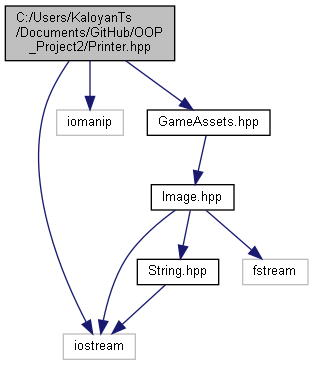 C:/Users/KaloyanTs
/Documents/GitHub/OOP
_Project2/Printer.hpp
iomanip
GameAssets.hpp
Image.hpp
String.hpp
fstream
iostream